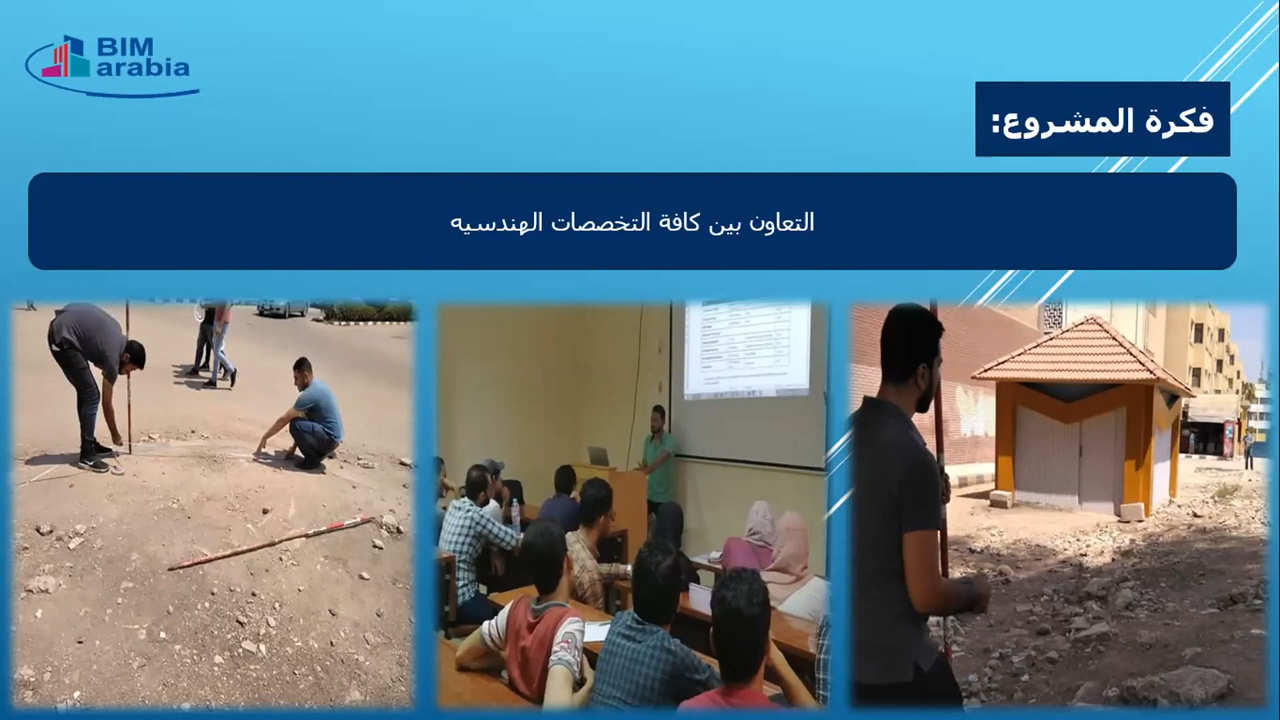 BIM
arabia
فكرة المشروع:
التعاون بين كافة التخصصات الهندسيه